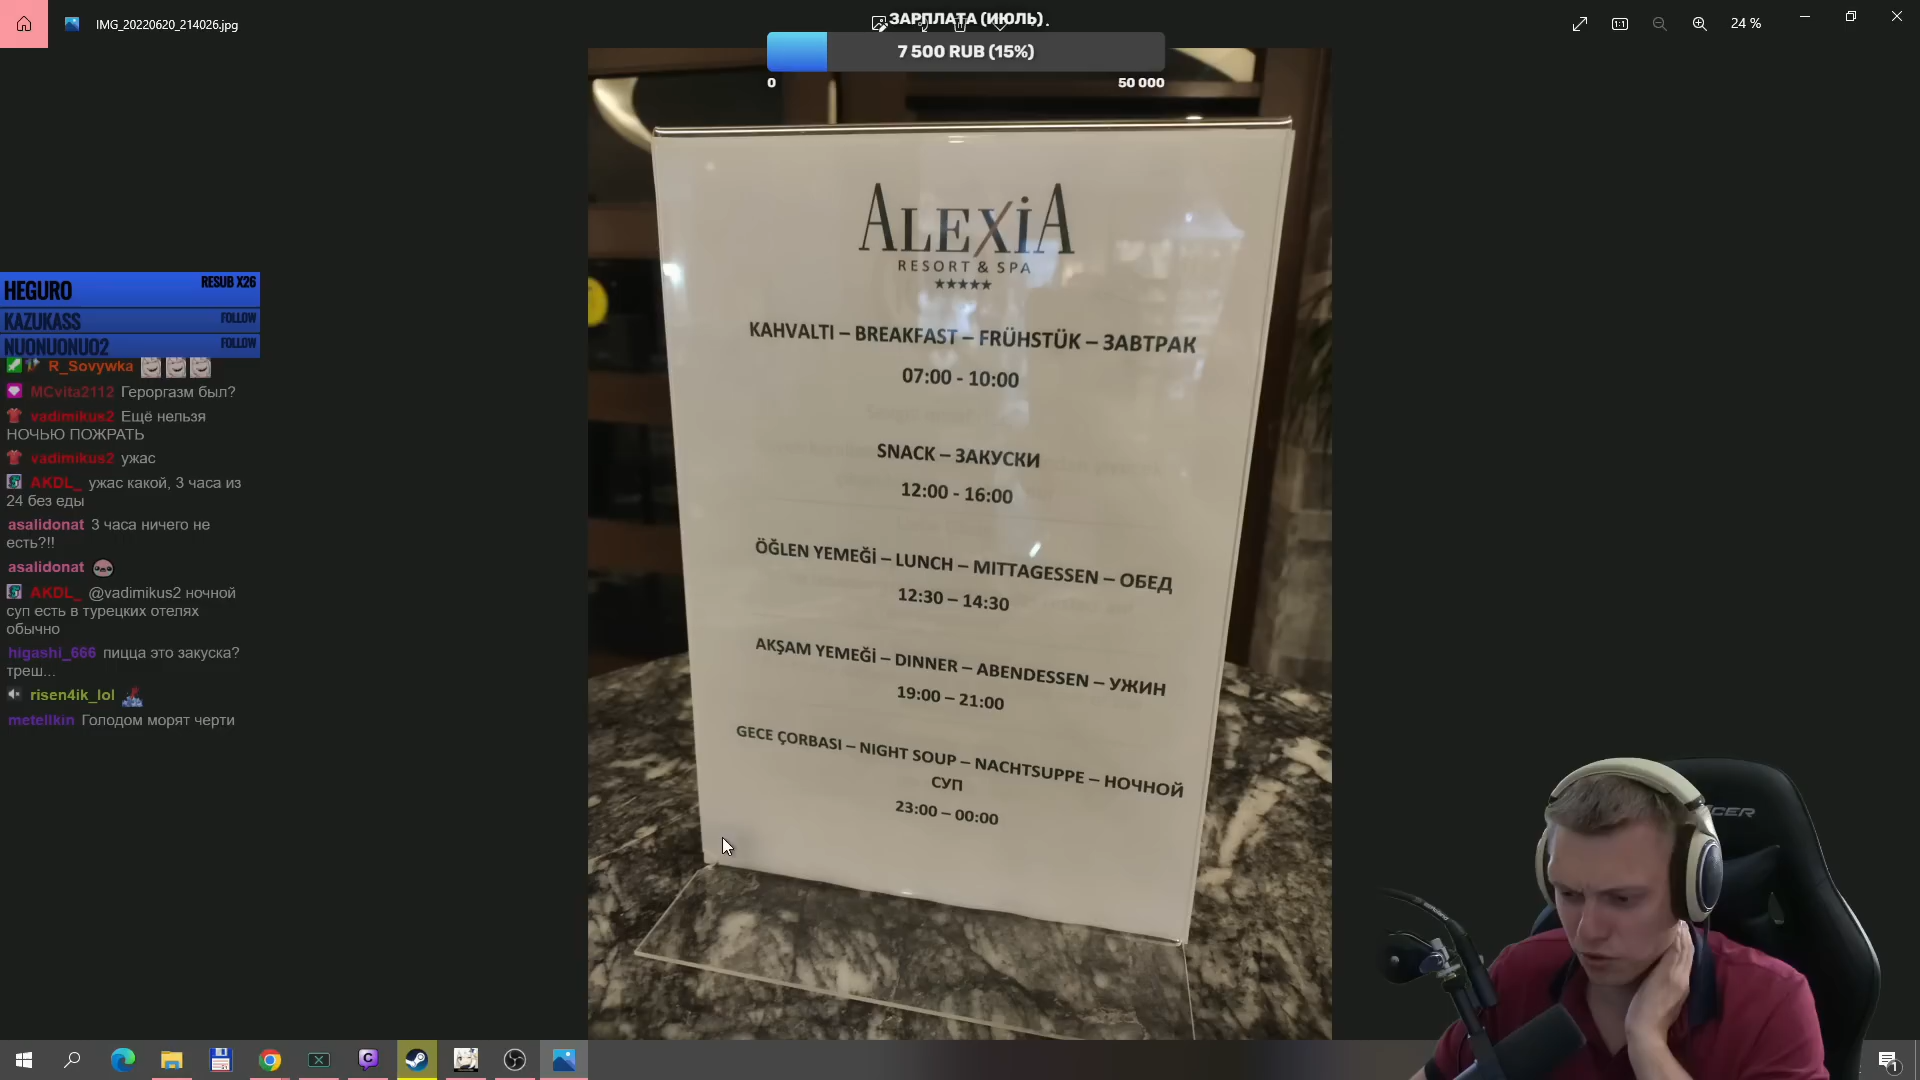 IMG_20220620_214026.jpg
ЗАРПЛАТА (ИЮЛЬ) .
7 500 RUB (15%)
0
50 000
24 %
ALEXİA
RESORT & SPA
★★★★★
KAHVALTI – BREAKFAST – FRÜHSTÜK – ЗАВТРАК
07:00 - 10:00
SNACK – ЗАКУСКИ
12:00 - 16:00
ÖĞLEN YEMEĞİ – LUNCH – MITTAGESSEN – ОБЕД
12:30 – 14:30
AKŞAM YEMEĞİ – DINNER – ABENDESSEN – УЖИН
19:00 – 21:00
GECE ÇORBASI – NIGHT SOUP – NACHTSUPPE – НОЧНОЙ
СУП
23:00 – 00:00
HEGURO RESUB X26
KAZUKASS FOLLOW
NUONUONUO2 FOLLOW
R_Sovywka
MCvita2112 Героргазм был?
vadimikus2 Ещё нельзя
НОЧЬЮ ПОЖРАТЬ
vadimikus2 ужас
AKDL_ ужас какой, 3 часа из
24 без еды
asalidonat 3 часа ничего не
есть?!!
asalidonat
AKDL_ @vadimikus2 ночной
суп есть в турецких отелях
обычно
higashi_666 пицца это закуска?
треш...
risen4ik_lol
metellkin Голодом морят черти
1